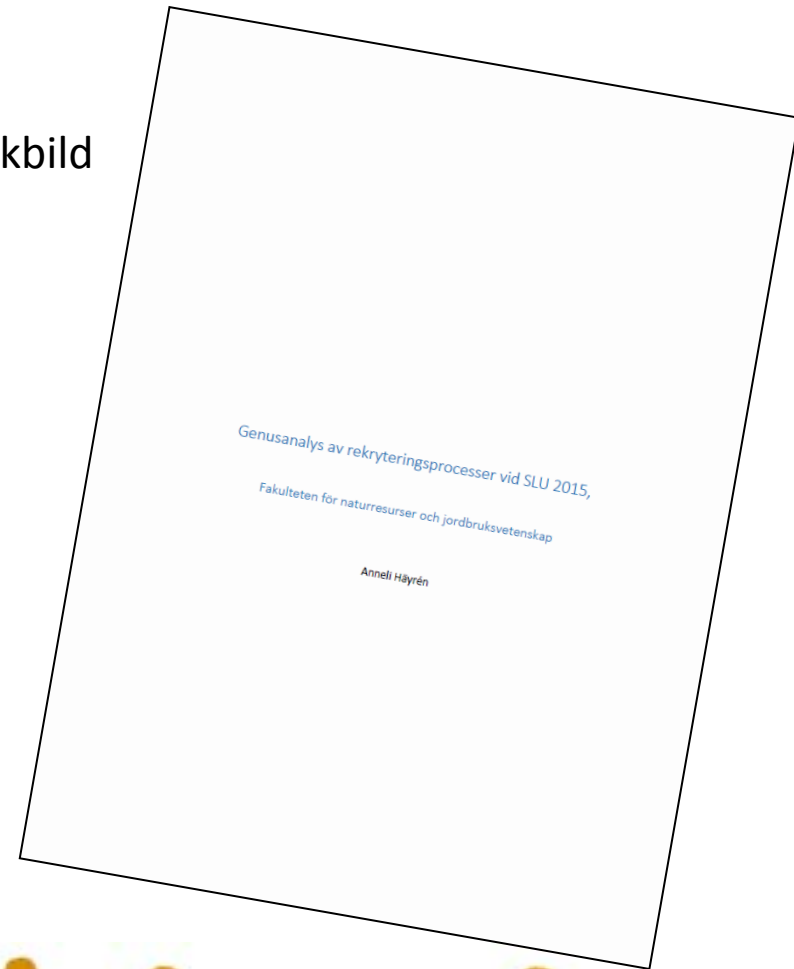 kbild
Genusanalys av rekryteringsprocesser vid SLU 2015,
Fakulteten för naturresurser och jordbruksvetenskap
Anneli Häyrén